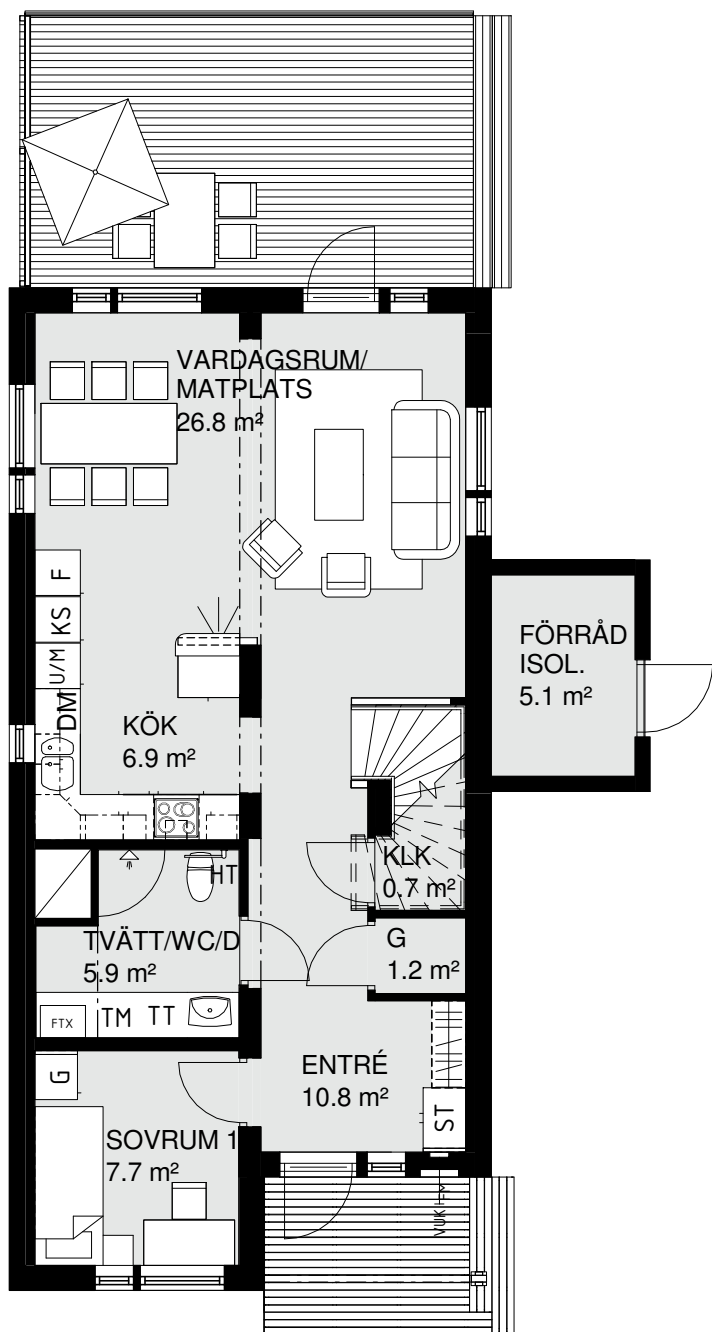 VARDAGSRUM/
MATPLATS
26.8 m²
F
KS
U/M
DM
KÖK
6.9 m²
FÖRRÅD
ISOL.
5.1 m²
KLK
0.7 m²
HT
TVÄTT/WC/D
5.9 m²
G
1.2 m²
FTX
TM
TT
ENTRÉ
10.8 m²
G
ST
SOVRUM 1
7.7 m²